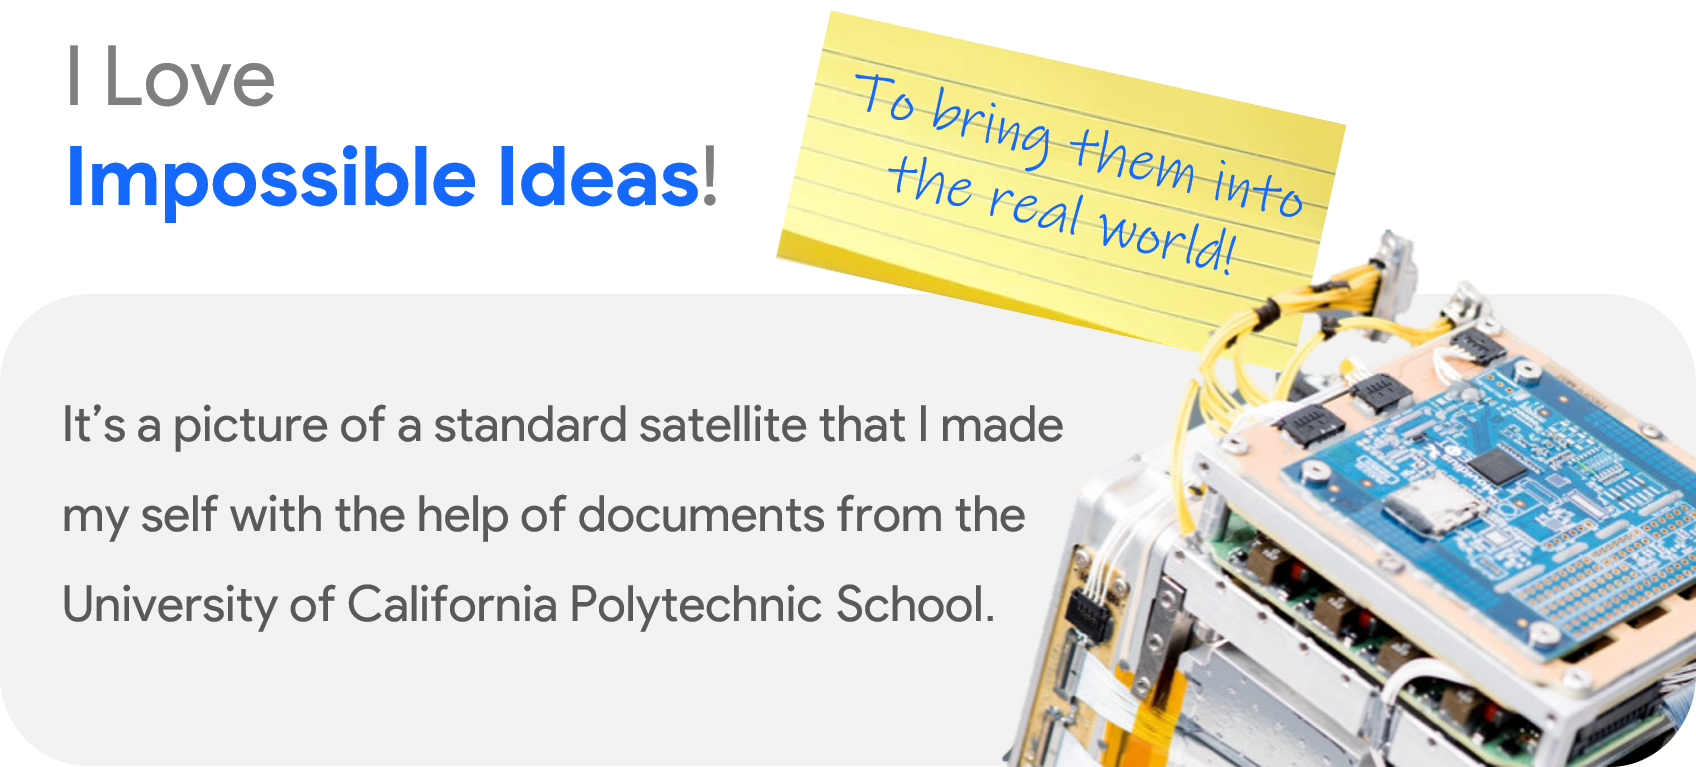 I Love
Impossible Ideas!
To bring them into
the real world!
It’s a picture of a standard satellite that I made
my self with the help of documents from the
University of California Polytechnic School.